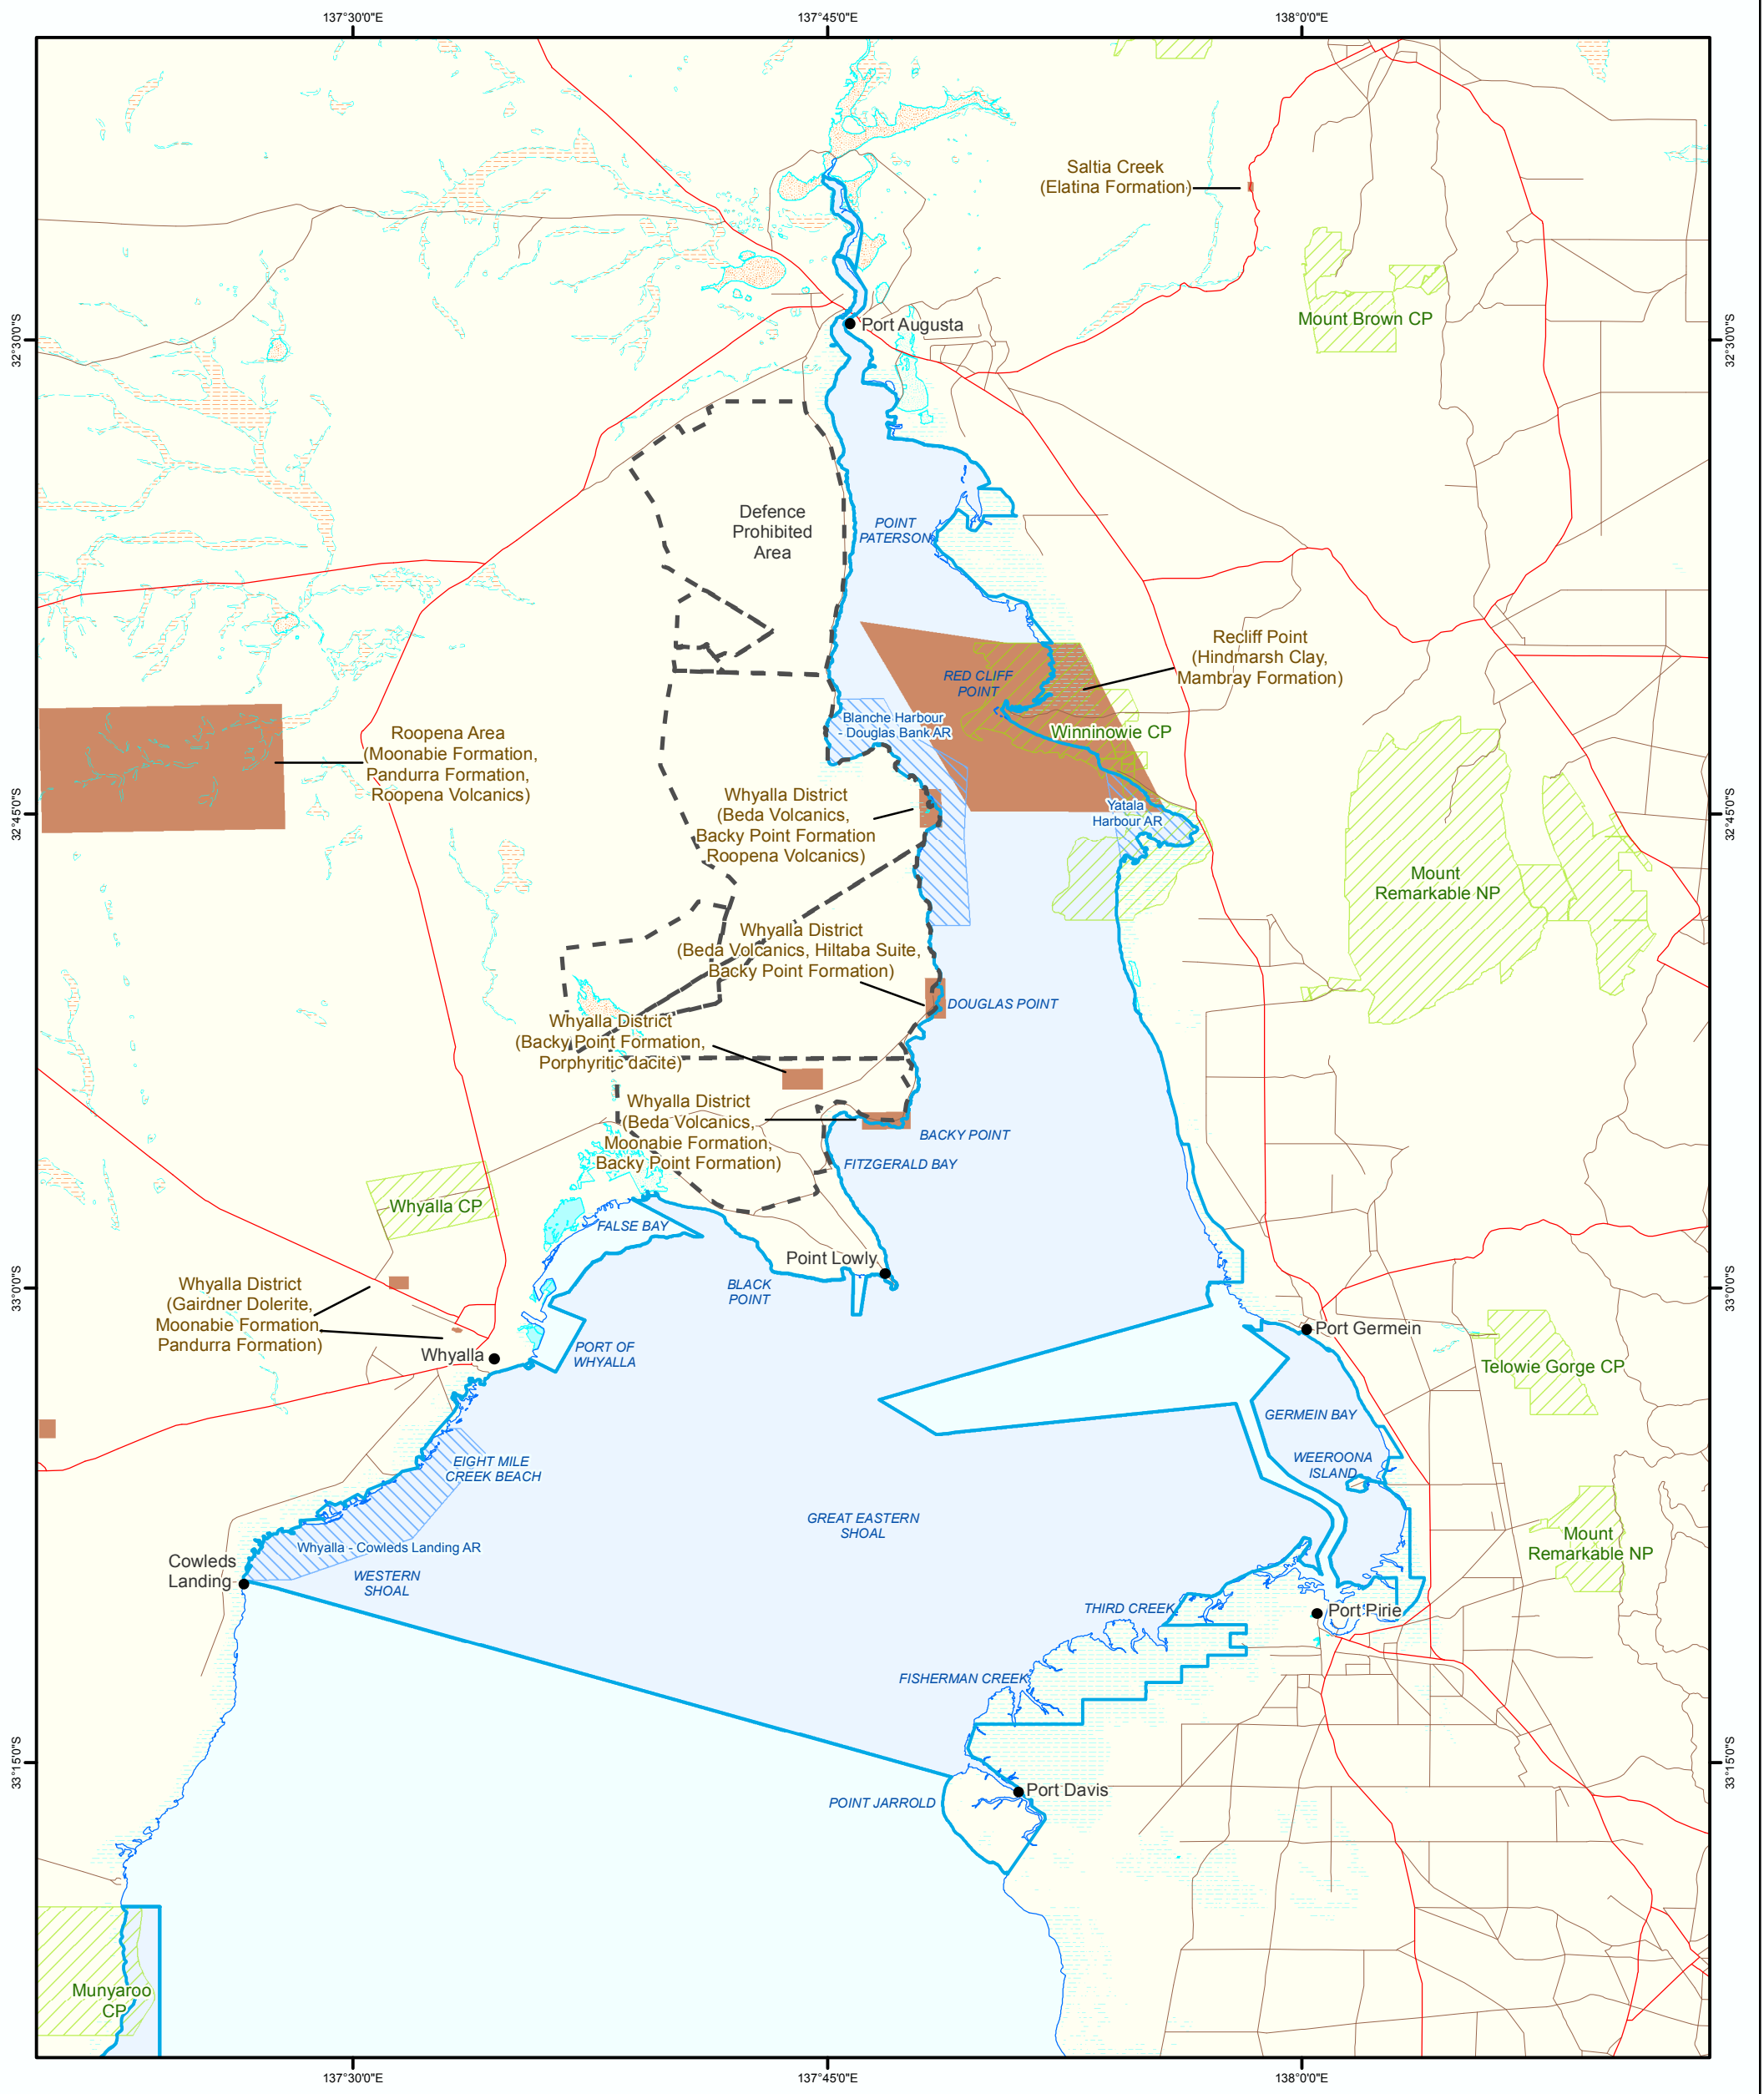 137°30'0"E
137°45'0"E
138°0'0"E
Saltia Creek
(Elatina Formation)
Mount Brown CP
Port Augusta
32°30'0"S
32°30'0"S
Defence
Prohibited
Area
POINT
PATERSON
Recliff Point
(Hindmarsh Clay,
Mambray Formation)
RED CLIFF
POINT
Winninowie CP
Blanche Harbour
- Douglas Bank AR
Roopena Area
(Moonabie Formation,
Pandurra Formation,
Roopena Volcanics)
Whyalla District
(Beda Volcanics,
Backy Point Formation
Roopena Volcanics)
Yatala
Harbour AR
32°45'0"S
32°45'0"S
Mount
Remarkable NP
Whyalla District
(Beda Volcanics, Hiltaba Suite,
Backy Point Formation)
DOUGLAS POINT
Whyalla District
(Backy Point Formation,
Porphyritic dacite)
Whyalla District
(Beda Volcanics,
Moonabie Formation,
Backy Point Formation)
BACKY POINT
FITZGERALD BAY
Whyalla CP
FALSE BAY
Point Lowly
BLACK
POINT
33°0'0"S
33°0'0"S
Whyalla District
(Gairdner Dolerite,
Moonabie Formation,
Pandurra Formation)
Whyalla
PORT OF
WHYALLA
Port Germein
Telowie Gorge CP
GERMEIN BAY
WEEROONA
ISLAND
EIGHT MILE
CREEK BEACH
GREAT EASTERN
SHOAL
Whyalla - Cowleds Landing AR
Cowleds
Landing
WESTERN
SHOAL
Mount
Remarkable NP
THIRD CREEK
Port Pirie
FISHERMAN CREEK
33°15'0"S
33°15'0"S
Port Davis
POINT JARROLD
Munyaroo
CP
137°30'0"E
137°45'0"E
138°0'0"E